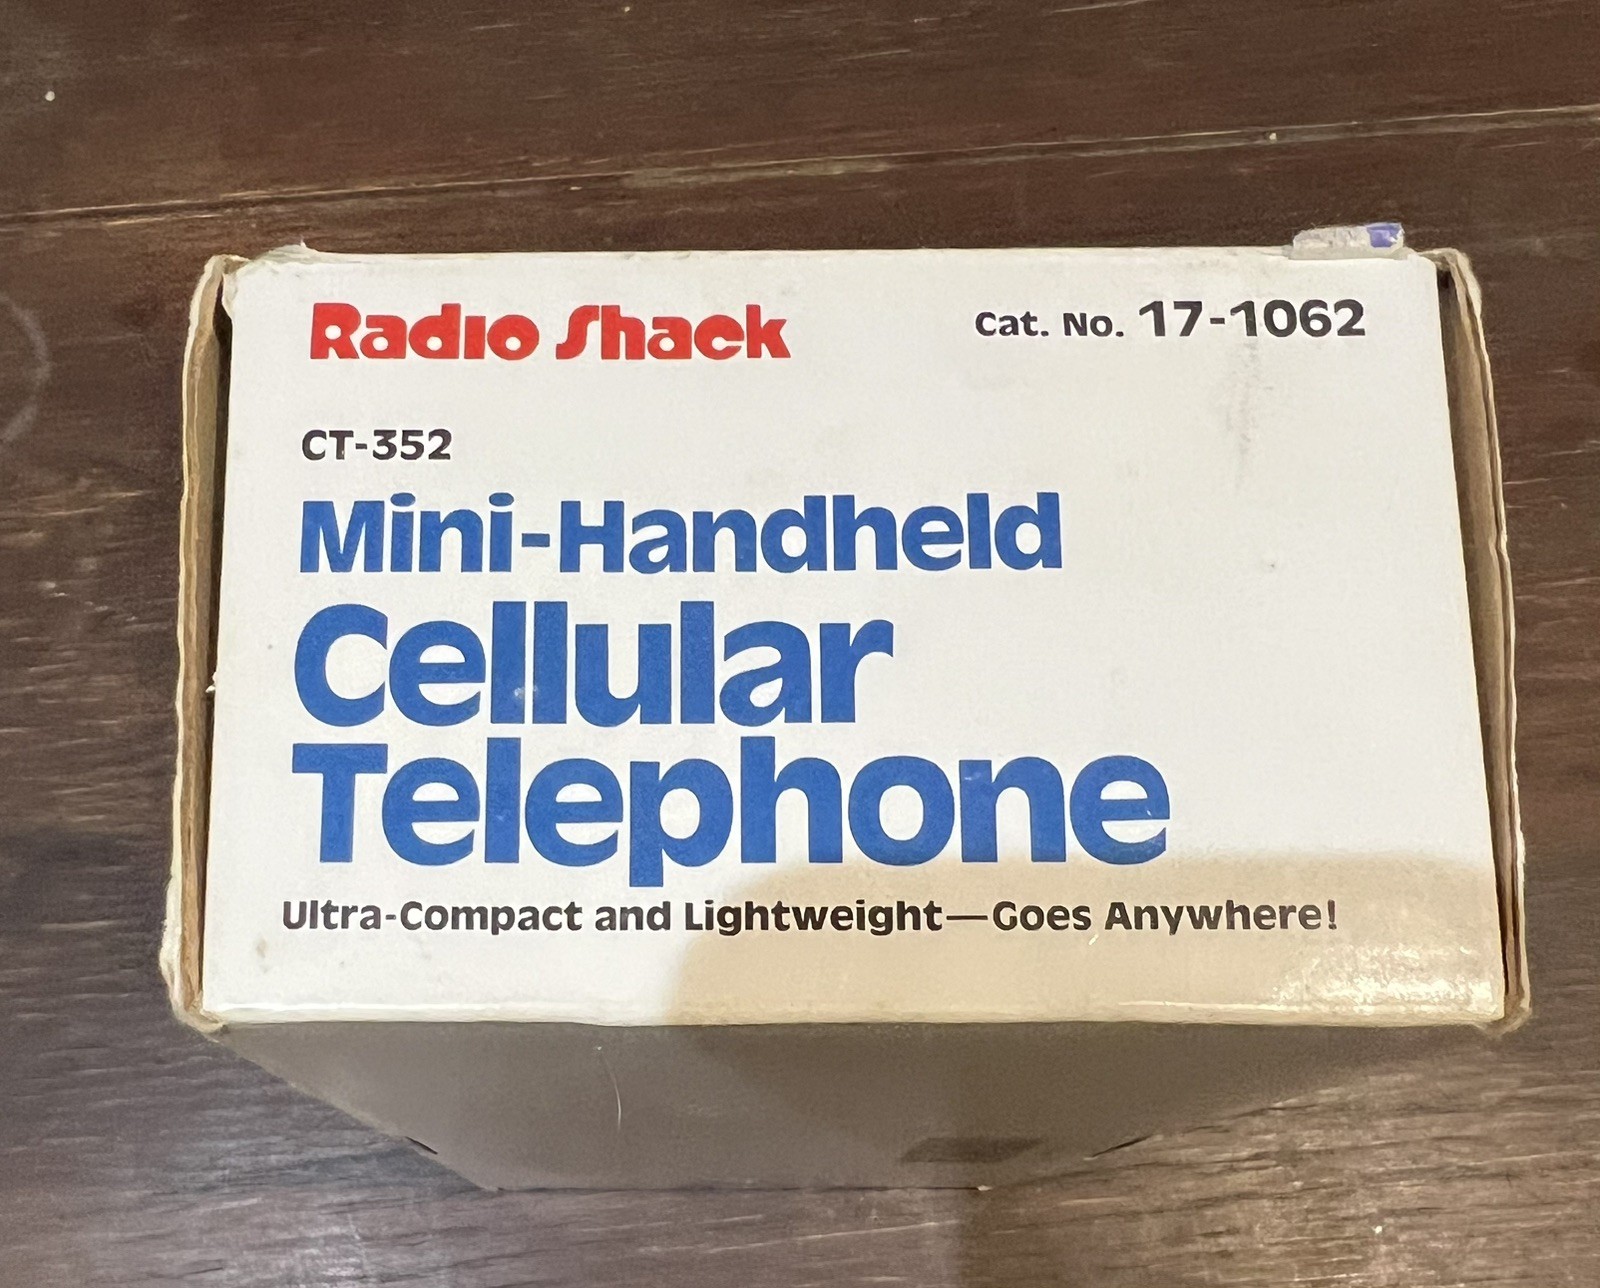 Radio Shack
Cat. No. 17-1062
CT-352
Mini-Handheld
Cellular
Telephone
Ultra-Compact and Lightweight—Goes Anywhere!